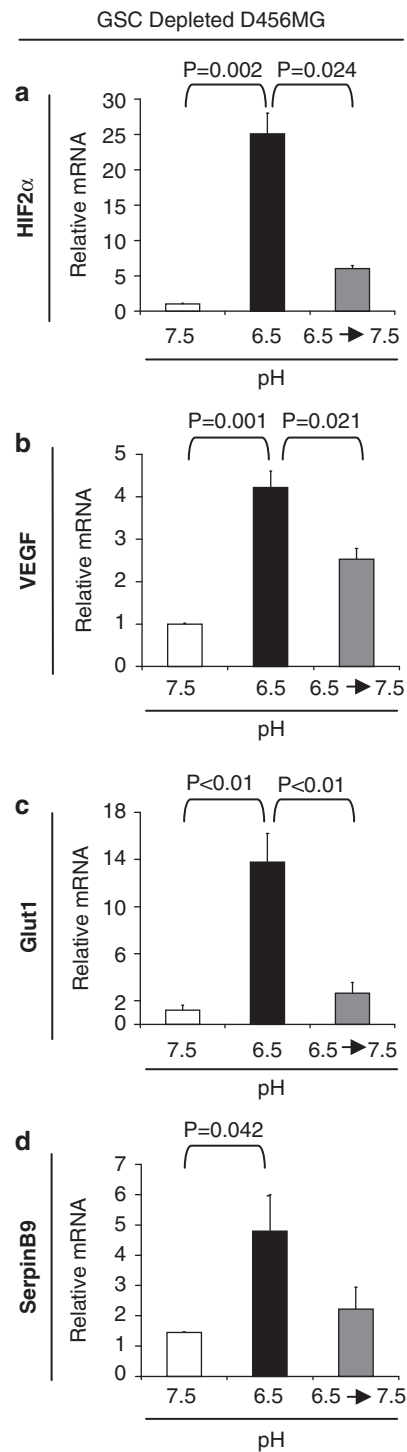 GSC Depleted D456MG
a
P=0.002 P=0.024
HIF2α
Relative mRNA
30
25
20
15
10
5
0
7.5 6.5 6.5 → 7.5
pH
b
P=0.001 P=0.021
VEGF
Relative mRNA
5
4
3
2
1
0
7.5 6.5 6.5 → 7.5
pH
c
P<0.01 P<0.01
Glut1
Relative mRNA
18
14
10
6
2
0
7.5 6.5 6.5 → 7.5
pH
d
P=0.042
SerpinB9
Relative mRNA
7
6
5
4
3
2
1
0
7.5 6.5 6.5 → 7.5
pH